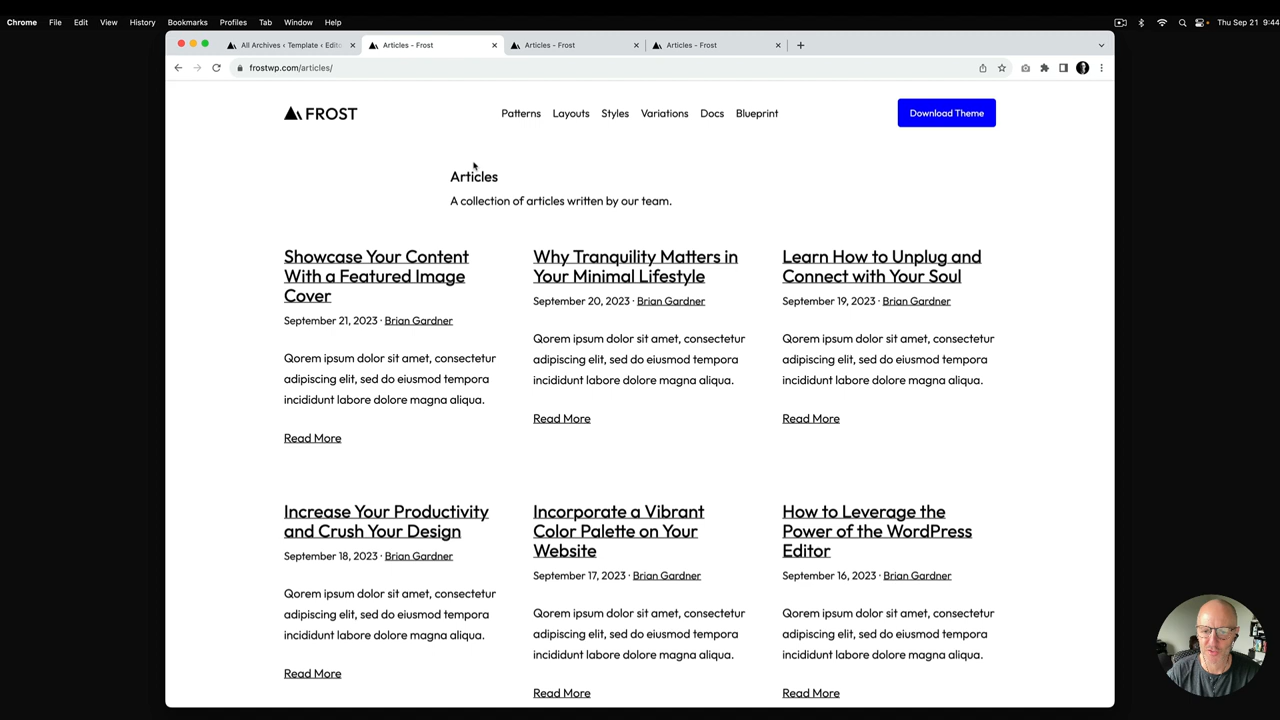 Chrome File Edit View History Bookmarks Profiles Tab Window Help Thu Sep 21 9:44
All Archives ‹ Template ‹ Edito
Articles - Frost
Articles - Frost
Articles - Frost
frostwp.com/articles/
FROST
Patterns Layouts Styles Variations Docs Blueprint
Download Theme
Articles
A collection of articles written by our team.
Showcase Your Content
With a Featured Image
Cover
September 21, 2023 · Brian Gardner
Qorem ipsum dolor sit amet, consectetur
adipiscing elit, sed do eiusmod tempora
incididunt labore dolore magna aliqua.
Read More
Why Tranquility Matters in
Your Minimal Lifestyle
September 20, 2023 · Brian Gardner
Qorem ipsum dolor sit amet, consectetur
adipiscing elit, sed do eiusmod tempora
incididunt labore dolore magna aliqua.
Read More
Learn How to Unplug and
Connect with Your Soul
September 19, 2023 · Brian Gardner
Qorem ipsum dolor sit amet, consectetur
adipiscing elit, sed do eiusmod tempora
incididunt labore dolore magna aliqua.
Read More
Increase Your Productivity
and Crush Your Design
September 18, 2023 · Brian Gardner
Qorem ipsum dolor sit amet, consectetur
adipiscing elit, sed do eiusmod tempora
incididunt labore dolore magna aliqua.
Read More
Incorporate a Vibrant
Color Palette on Your
Website
September 17, 2023 · Brian Gardner
Qorem ipsum dolor sit amet, consectetur
adipiscing elit, sed do eiusmod tempora
incididunt labore dolore magna aliqua.
Read More
How to Leverage the
Power of the WordPress
Editor
September 16, 2023 · Brian Gardner
Qorem ipsum dolor sit amet, consectetur
adipiscing elit, sed do eiusmod tempora
incididunt labore dolore magna aliqua.
Read More